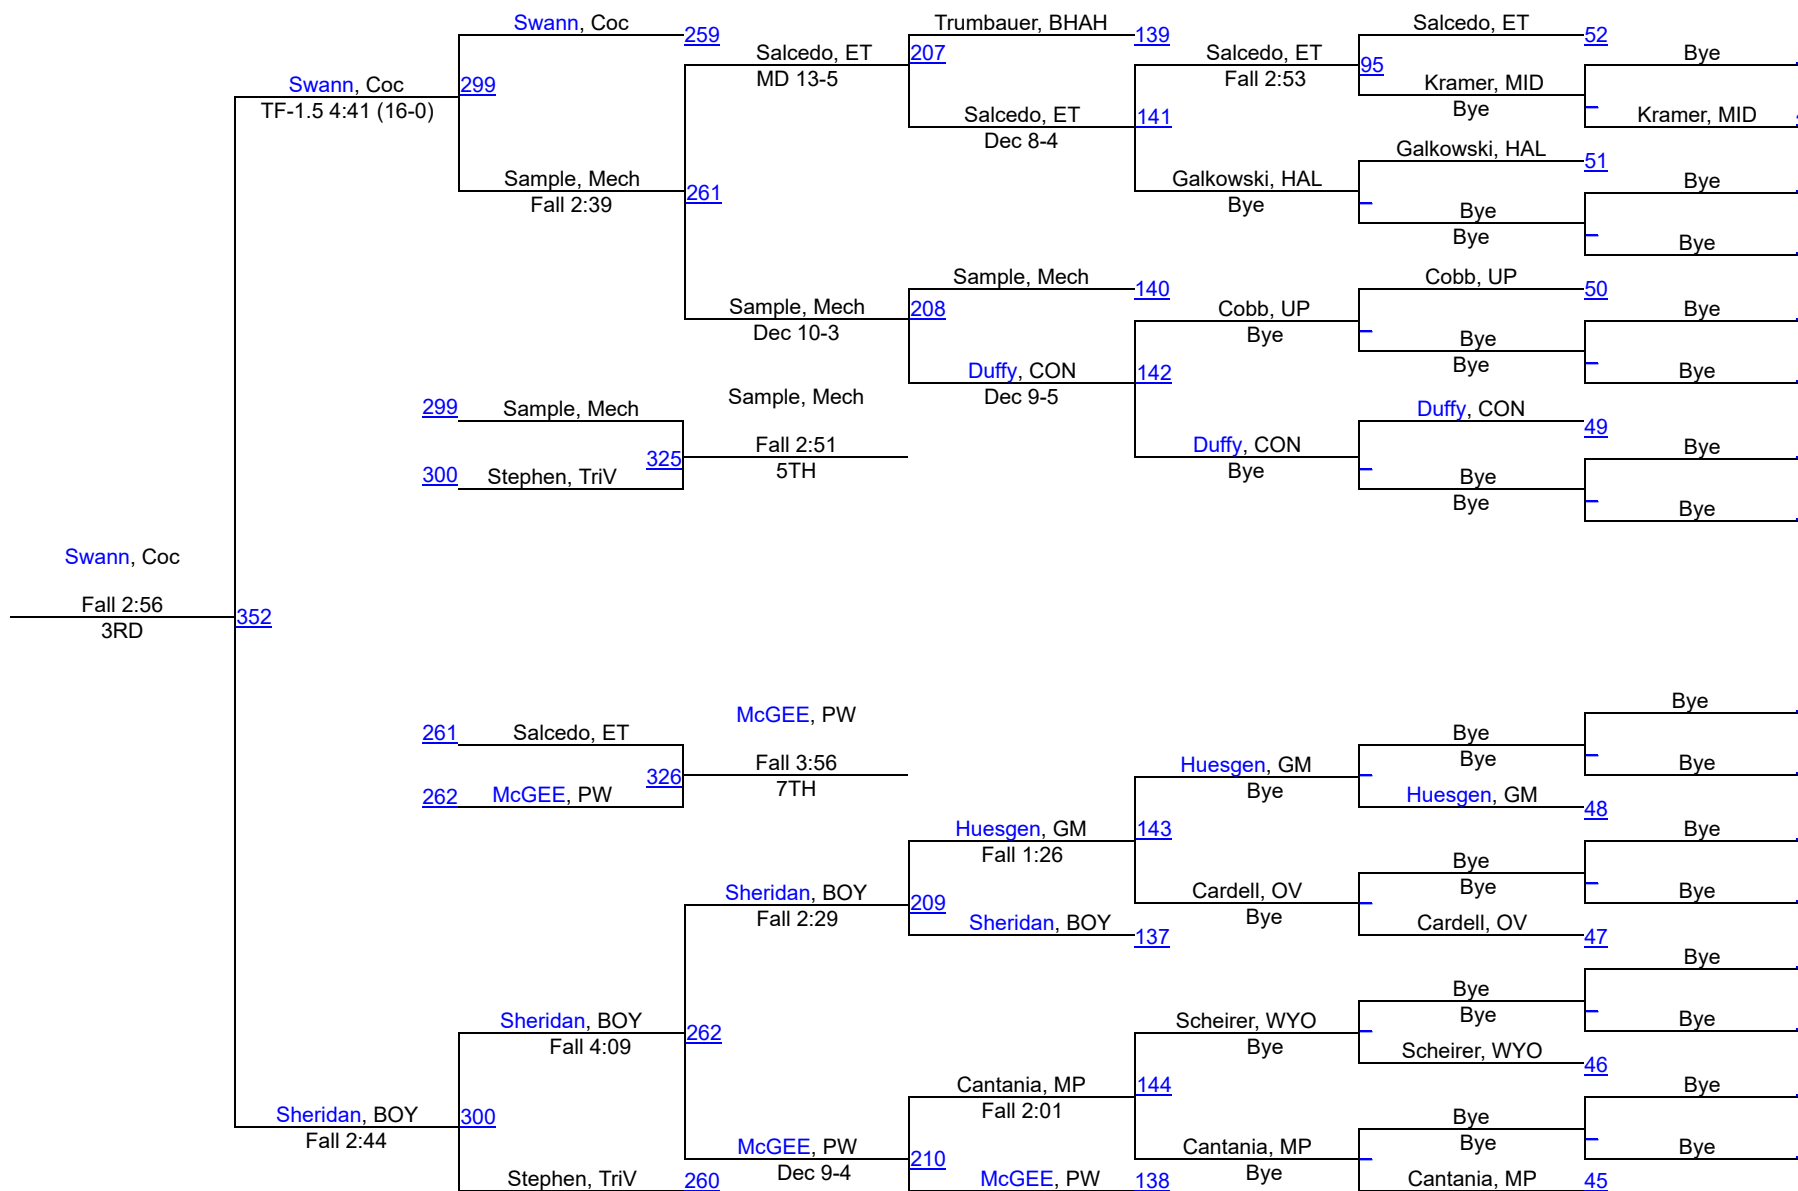 Swann, Coc
259
Trumbauer, BHAH
139
Salcedo, ET
52
Salcedo, ET
MD 13-5
207
Salcedo, ET
Fall 2:53
95
Bye
Swann, Coc
TF-1.5 4:41 (16-0)
299
Kramer, MID
Bye
Kramer, MID
Salcedo, ET
Dec 8-4
141
Galkowski, HAL
51
Sample, Mech
Fall 2:39
261
Galkowski, HAL
Bye
Bye
Bye
Bye
Bye
Sample, Mech
140
Cobb, UP
50
Sample, Mech
Dec 10-3
208
Cobb, UP
Bye
Bye
Bye
Bye
Duffy, CON
Dec 9-5
142
Bye
299
Sample, Mech
Sample, Mech
Duffy, CON
49
Fall 2:51
5TH
325
Duffy, CON
Bye
Bye
300
Stephen, TriV
Bye
Bye
Bye
Swann, Coc
Fall 2:56
3RD
352
McGEE, PW
Bye
261
Salcedo, ET
Bye
Bye
Fall 3:56
7TH
326
Huesgen, GM
Bye
Bye
262
McGEE, PW
Huesgen, GM
48
Huesgen, GM
Fall 1:26
143
Bye
Bye
Bye
Sheridan, BOY
Fall 2:29
209
Cardell, OV
Bye
Bye
Sheridan, BOY
137
Cardell, OV
47
Bye
Bye
Bye
Sheridan, BOY
Fall 4:09
262
Scheirer, WYO
Bye
Bye
Scheirer, WYO
46
Cantania, MP
Fall 2:01
144
Bye
Sheridan, BOY
Fall 2:44
300
Bye
Bye
McGEE, PW
Dec 9-4
210
Cantania, MP
Bye
Bye
Stephen, TriV
260
McGEE, PW
138
Cantania, MP
45